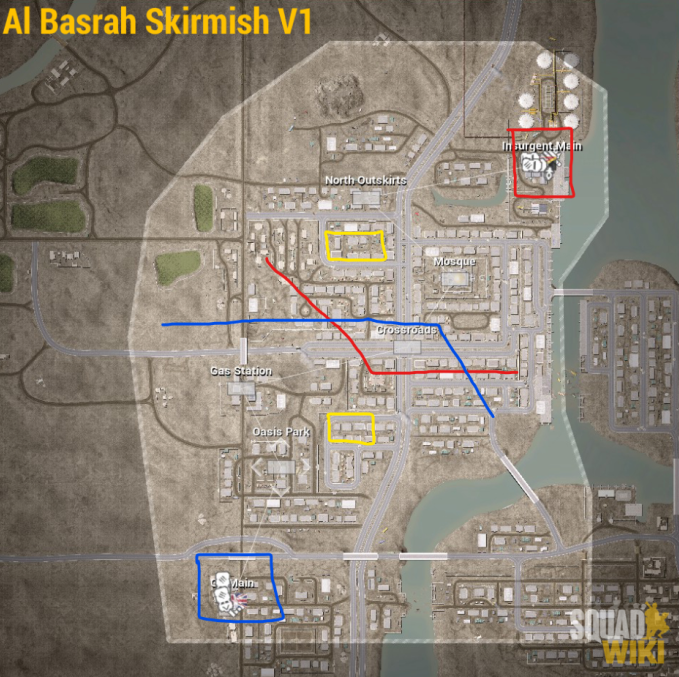 Al Basrah Skirmish V1
Insurgent Main
North Outskirts
Mosque
Crossroads
Gas Station
Oasis Park
Main
SQUAD
WIKI